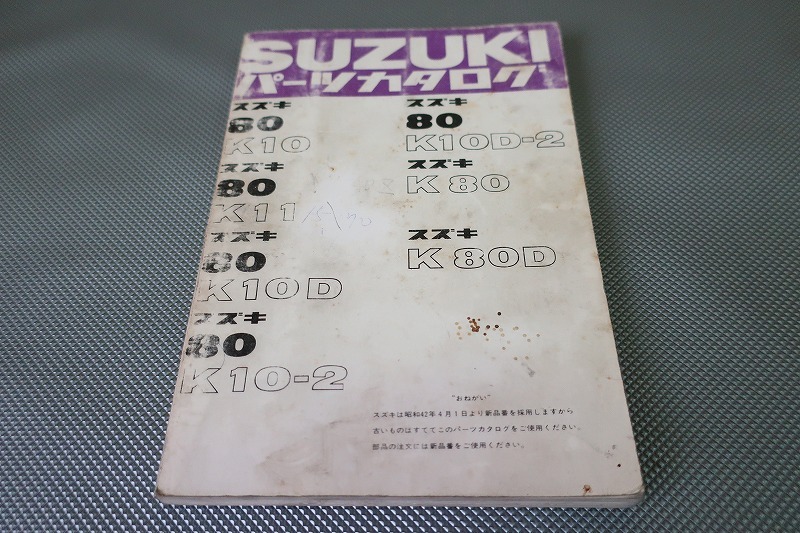 SUZUKI
パーツカタログ
スズキ
80
K10
スズキ
80
K11
スズキ
80
K10D
スズキ
80
K10-2
スズキ
80
K10D-2
スズキ
K80
スズキ
K80D
"おねがい"
スズキは昭和42年4月1日より新品番を採用しますから
古いものはすててこのパーツカタログをご使用ください。
部品の注文には新品番をご使用ください。